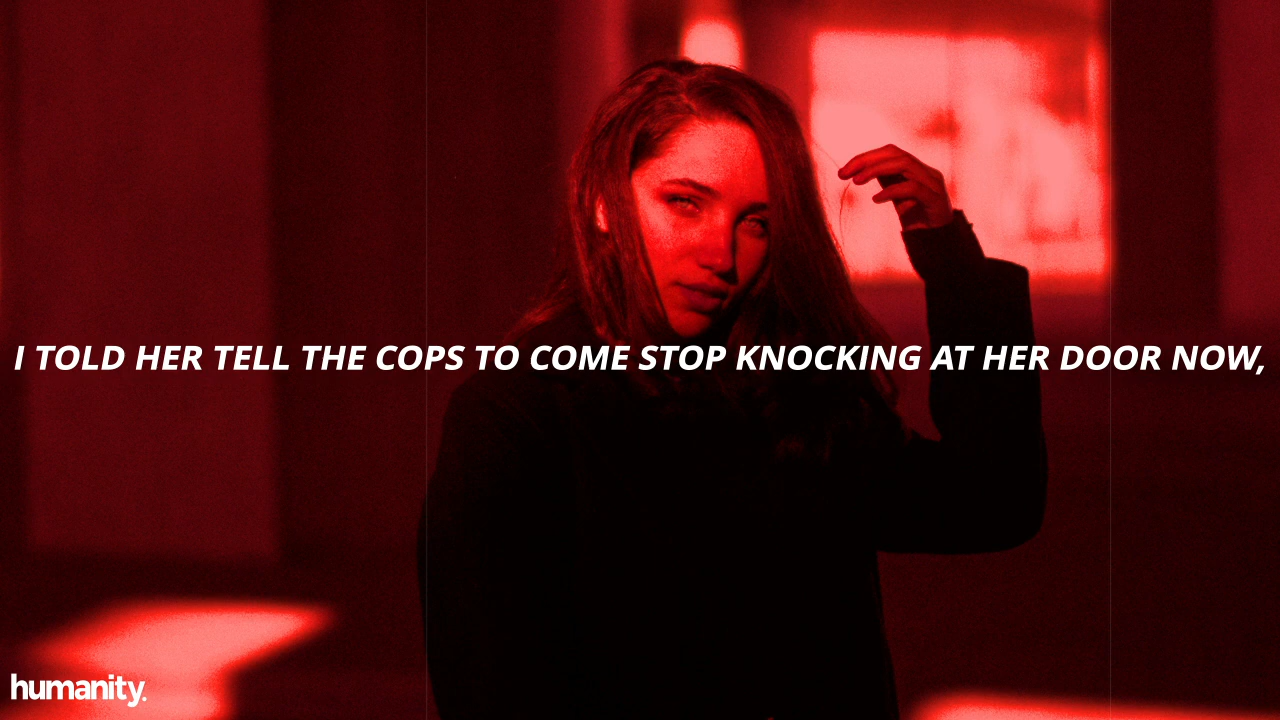 I TOLD HER TELL THE COPS TO COME STOP KNOCKING AT HER DOOR NOW,
humanity.